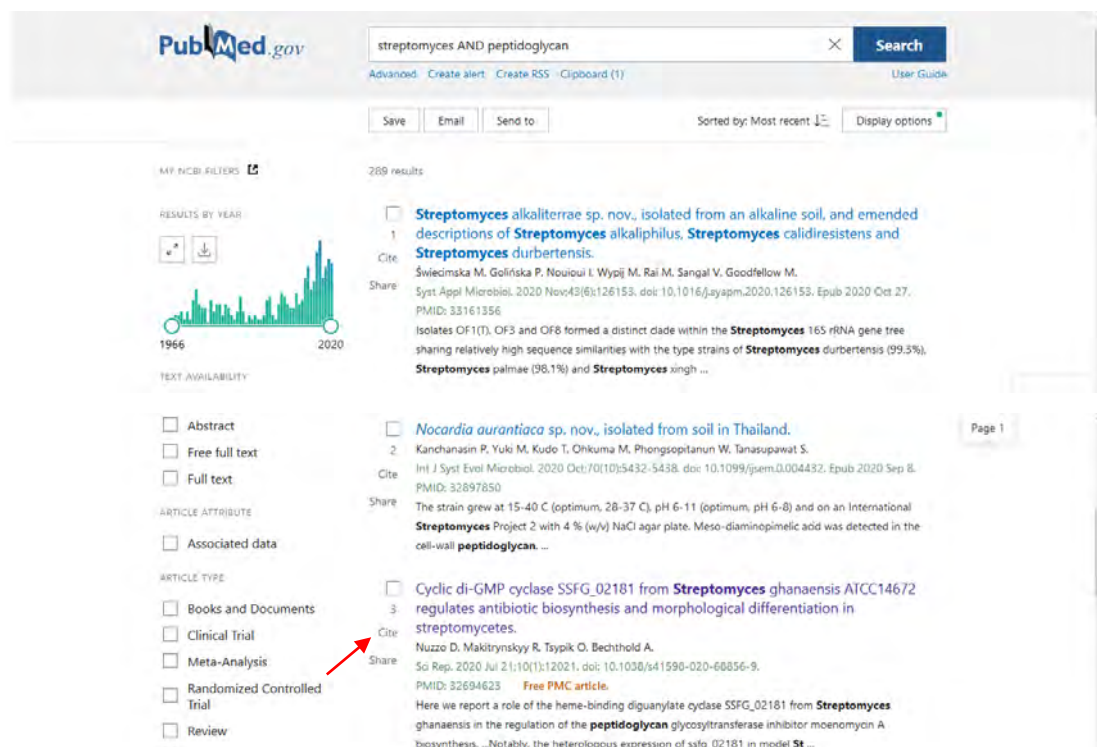 PubMed.gov
streptomyces AND peptidoglycan
Search
Advanced Create alert Create RSS Clipboard (1)
User Guide
Save
Email
Send to
Sorted by: Most recent
Display options
MY NCBI FILTERS
289 results
RESULTS BY YEAR
1966
2020
TEXT AVAILABILITY
1
Cite
Share
Streptomyces alkaliterrae sp. nov., isolated from an alkaline soil, and emended
descriptions of Streptomyces alkaliphilus, Streptomyces calidiresistens and
Streptomyces durbertensis.
Świecimska M, Golińska P, Nouioui I, Wypij M, Rai M, Sangal V, Goodfellow M.
Syst Appl Microbiol. 2020 Nov;43(6):126153. doi: 10.1016/j.syapm.2020.126153. Epub 2020 Oct 27.
PMID: 33161356
Isolates OF1(T), OF3 and OF8 formed a distinct clade within the Streptomyces 16S rRNA gene tree
sharing relatively high sequence similarities with the type strains of Streptomyces durbertensis (99.3%),
Streptomyces palmae (98.1%) and Streptomyces xingh ...
Abstract
Free full text
Full text
ARTICLE ATTRIBUTE
Associated data
ARTICLE TYPE
Books and Documents
Clinical Trial
Meta-Analysis
Randomized Controlled
Trial
Review
2
Cite
Share
Nocardia aurantiaca sp. nov., isolated from soil in Thailand.
Kanchanasin P, Yuki M, Kudo T, Ohkuma M, Phongsopitanun W, Tanasupawat S.
Int J Syst Evol Microbiol. 2020 Oct;70(10):5432-5438. doi: 10.1099/ijsem.0.004432. Epub 2020 Sep 8.
PMID: 32897850
The strain grew at 15-40 C (optimum, 28-37 C), pH 6-11 (optimum, pH 6-8) and on an International
Streptomyces Project 2 with 4 % (w/v) NaCl agar plate. Meso-diaminopimelic acid was detected in the
cell-wall peptidoglycan. ...
Page 1
3
Cite
Share
Cyclic di-GMP cyclase SSFG_02181 from Streptomyces ghanaensis ATCC14672
regulates antibiotic biosynthesis and morphological differentiation in
streptomycetes.
Nuzzo D, Makitrynskyy R, Tsypik O, Bechthold A.
Sci Rep. 2020 Jul 21;10(1):12021. doi: 10.1038/s41598-020-68856-9.
PMID: 32694623 Free PMC article.
Here we report a role of the heme-binding diguanylate cyclase SSFG_02181 from Streptomyces
ghanaensis in the regulation of the peptidoglycan glycosyltransferase inhibitor moenomycin A
biosynthesis. ...Notably, the heterologous expression of ssfg_02181 in model St ...